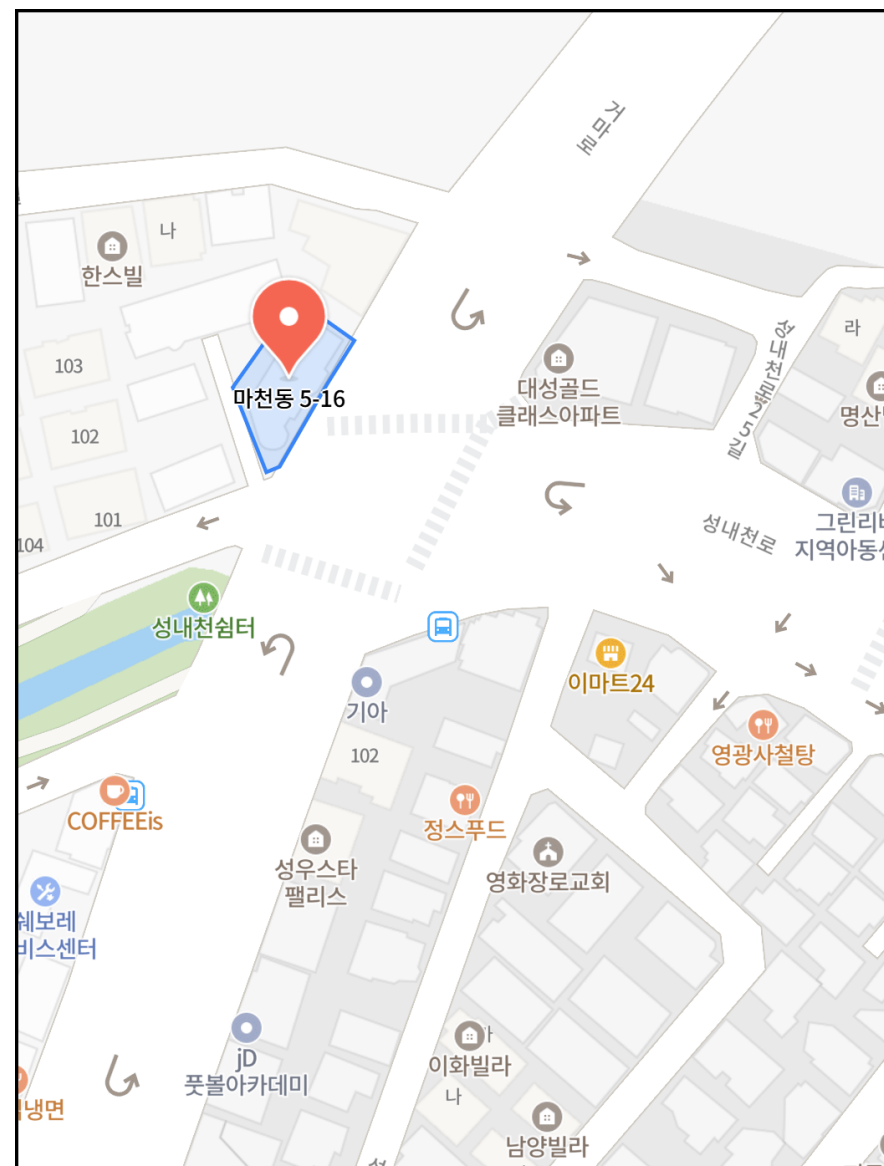 거마로
나
한스빌
103
마천동 5-16
대성골드
클래스아파트
성내천로25길
라
102
명산
101
104
성내천로
그린리
지역아동
성내천쉼터
기아
이마트24
102
영광사철탕
COFFEEis
정스푸드
성우스타
팰리스
영화장로교회
쉐보레
비스센터
jD
풋볼아카데미
이화빌라
나
냉면
남양빌라